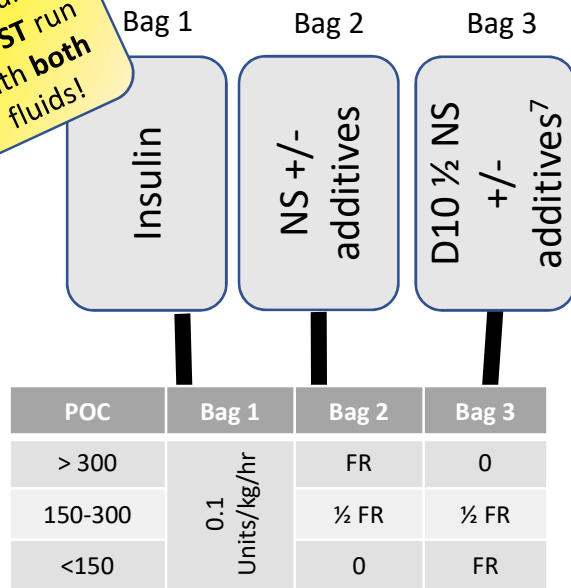 ST run
th both
fluids!
Bag 1
Bag 2
Bag 3
Insulin
NS +/-
additives
D10 ½ NS
+/-
additives7
POC Bag 1 Bag 2 Bag 3
> 300 FR 0
0.1
Units/kg/hr
150-300 ½ FR ½ FR
<150 0 FR